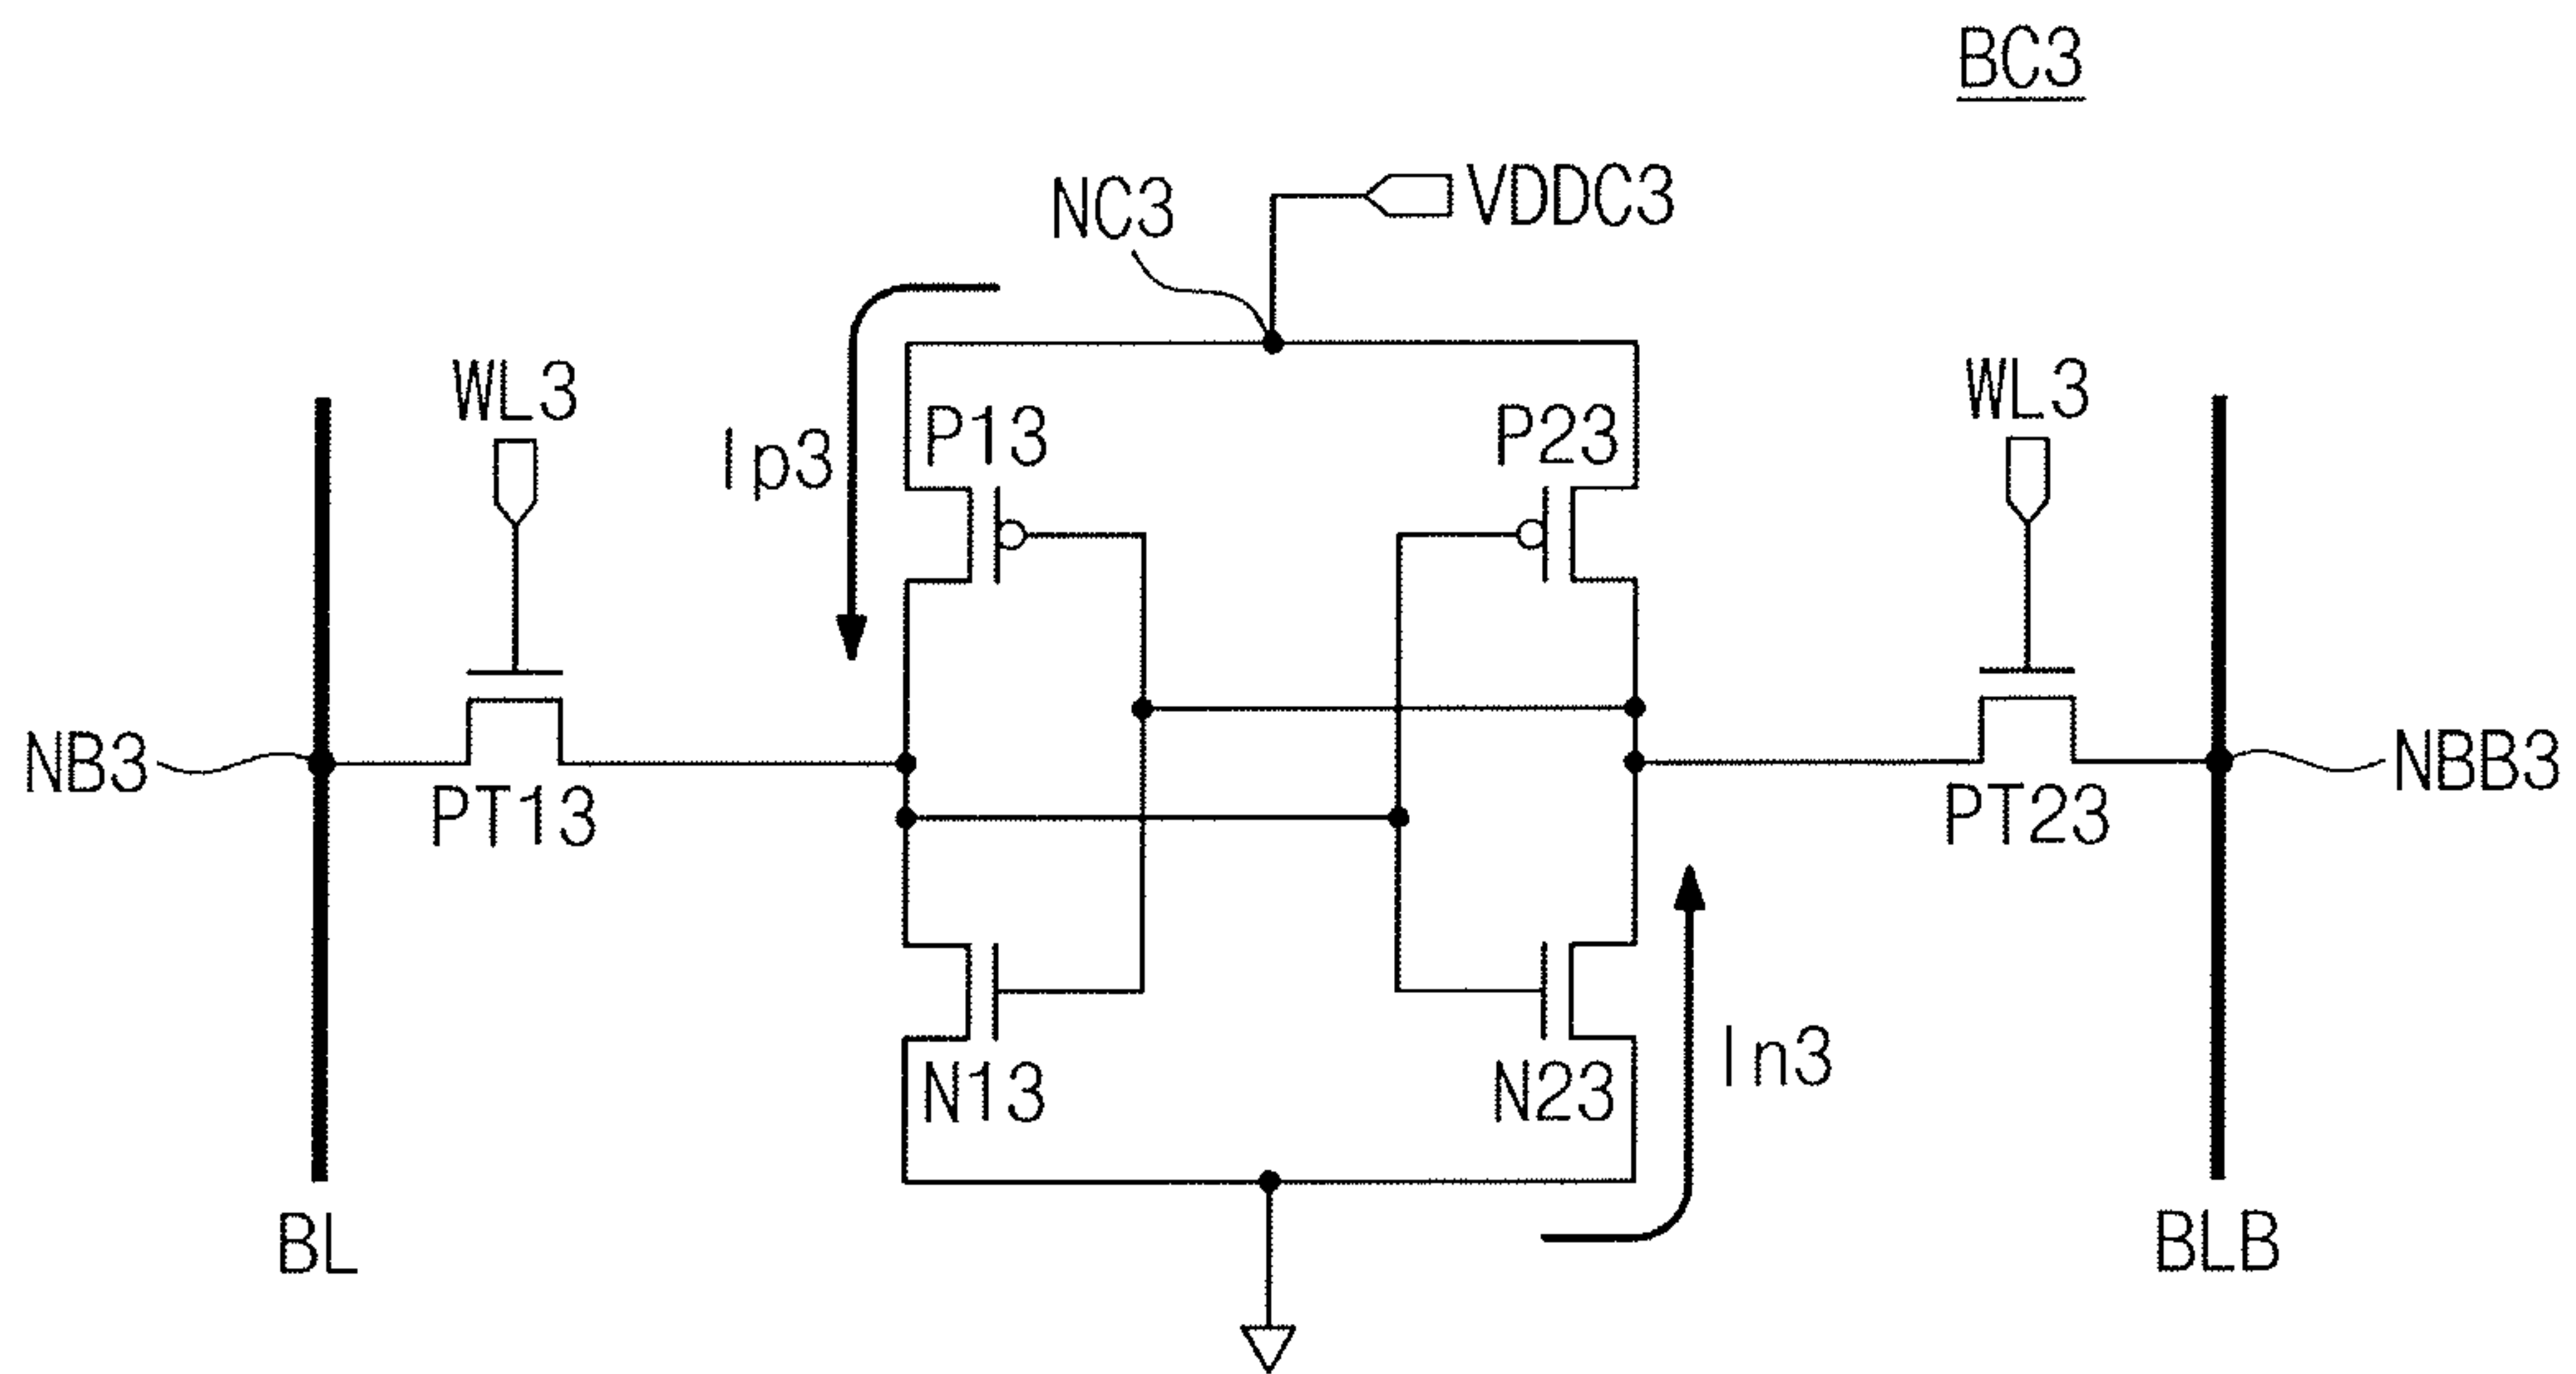 BC3
NC3
VDDC3
WL3
Ip3
P13
P23
WL3
NB3
PT13
PT23
NBB3
N13
N23
In3
BL
BLB